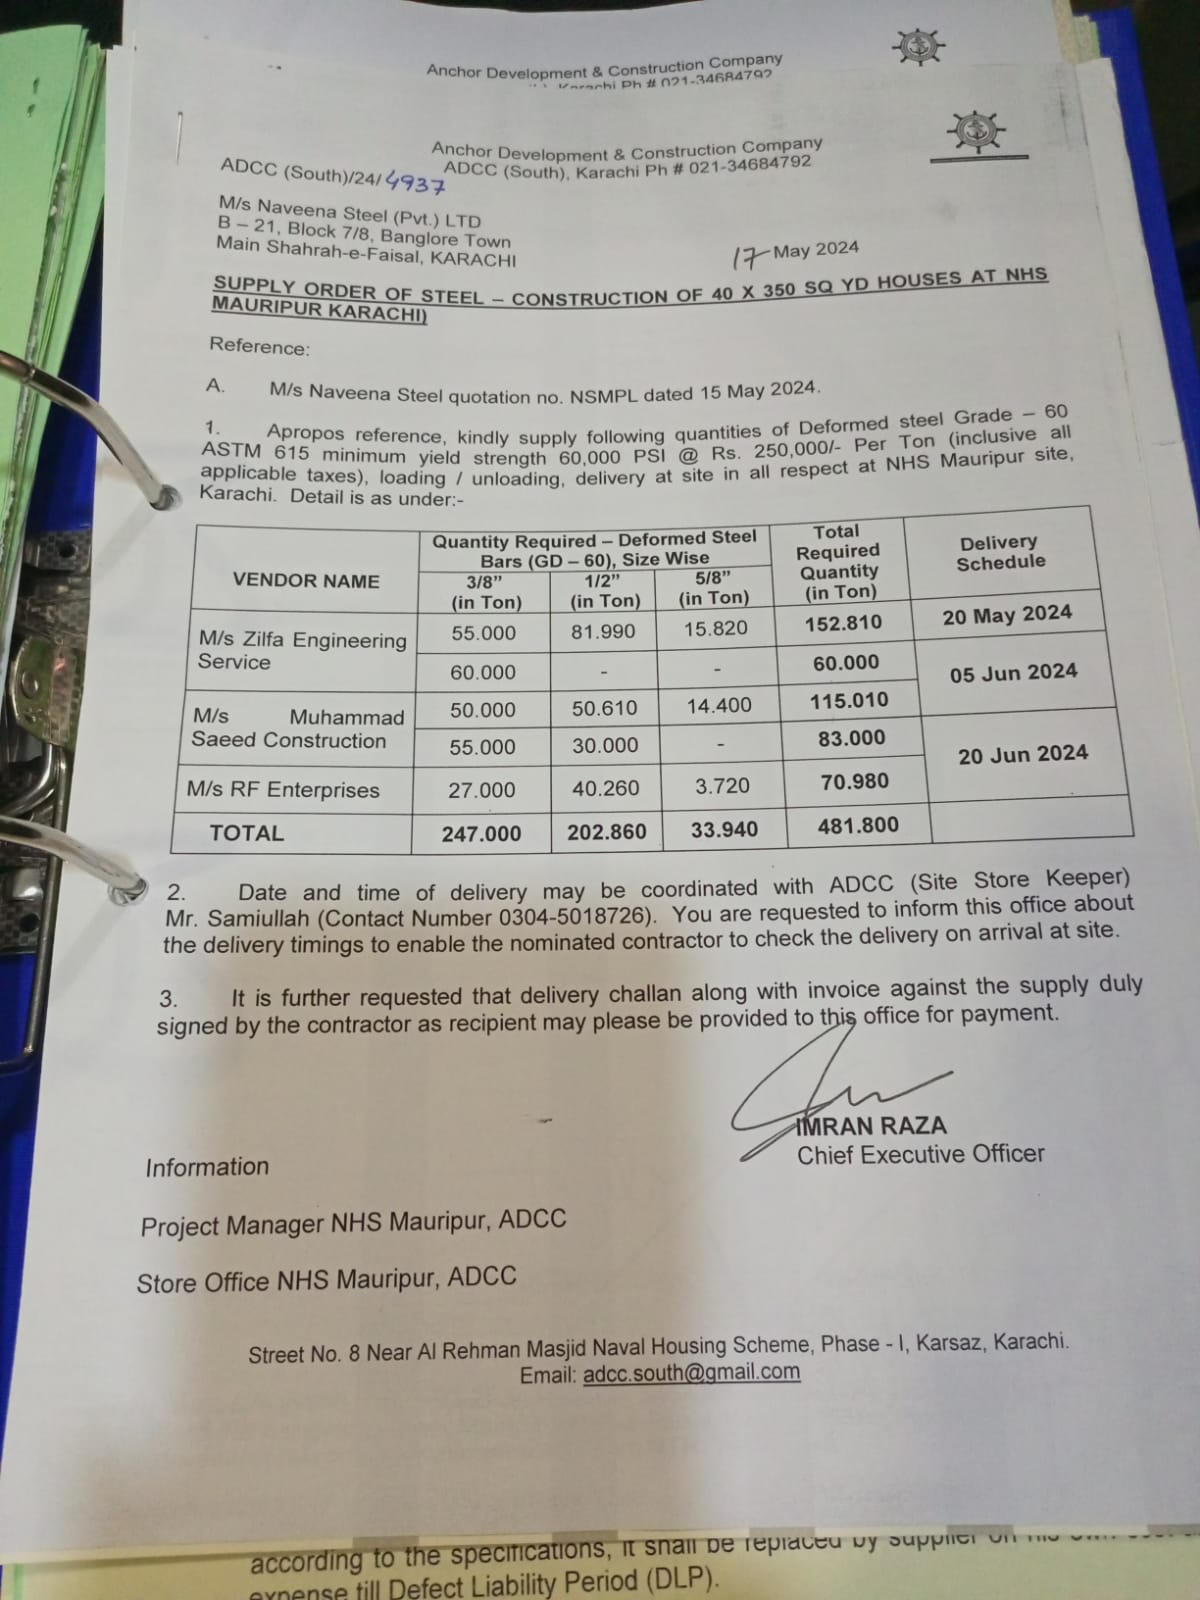 Anchor Development & Construction Company
Karachi Ph # 021-34684792
Anchor Development & Construction Company
ADCC (South), Karachi Ph # 021-34684792
ADCC (South)/24/4937
M/s Naveena Steel (Pvt.) LTD
B – 21, Block 7/8, Banglore Town
Main Shahrah-e-Faisal, KARACHI
17 May 2024
SUPPLY ORDER OF STEEL – CONSTRUCTION OF 40 X 350 SQ YD HOUSES AT NHS
MAURIPUR KARACHI)
Reference:
A. M/s Naveena Steel quotation no. NSMPL dated 15 May 2024.
1. Apropos reference, kindly supply following quantities of Deformed steel Grade – 60
ASTM 615 minimum yield strength 60,000 PSI @ Rs. 250,000/- Per Ton (inclusive all
applicable taxes), loading / unloading, delivery at site in all respect at NHS Mauripur site,
Karachi. Detail is as under:-
VENDOR NAME
Quantity Required – Deformed Steel
Bars (GD – 60), Size Wise
3/8” 1/2” 5/8”
(in Ton) (in Ton) (in Ton)
Total
Required
Quantity
(in Ton)
Delivery
Schedule
M/s Zilfa Engineering
Service
55.000 81.990 15.820 152.810 20 May 2024
60.000 - - 60.000 05 Jun 2024
M/s Muhammad
Saeed Construction
50.000 50.610 14.400 115.010
55.000 30.000 - 83.000 20 Jun 2024
M/s RF Enterprises 27.000 40.260 3.720 70.980
TOTAL 247.000 202.860 33.940 481.800
2. Date and time of delivery may be coordinated with ADCC (Site Store Keeper)
Mr. Samiullah (Contact Number 0304-5018726). You are requested to inform this office about
the delivery timings to enable the nominated contractor to check the delivery on arrival at site.
3. It is further requested that delivery challan along with invoice against the supply duly
signed by the contractor as recipient may please be provided to this office for payment.
IMRAN RAZA
Chief Executive Officer
Information
Project Manager NHS Mauripur, ADCC
Store Office NHS Mauripur, ADCC
Street No. 8 Near Al Rehman Masjid Naval Housing Scheme, Phase - I, Karsaz, Karachi.
Email: adcc.south@gmail.com
according to the specifications, it shall be replaced by supplier on his own cost
expense till Defect Liability Period (DLP).